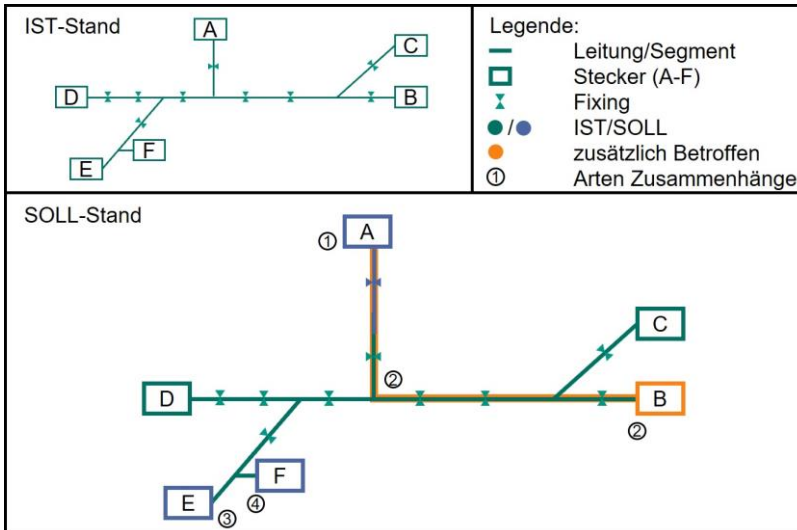 IST-Stand
A
C
D
B
F
E
Legende:
Leitung/Segment
Stecker (A-F)
Fixing
/ IST/SOLL
zusätzlich Betroffen
① Arten Zusammenhänge
SOLL-Stand
① A
C
②
D
B
②
F
E
③ ④